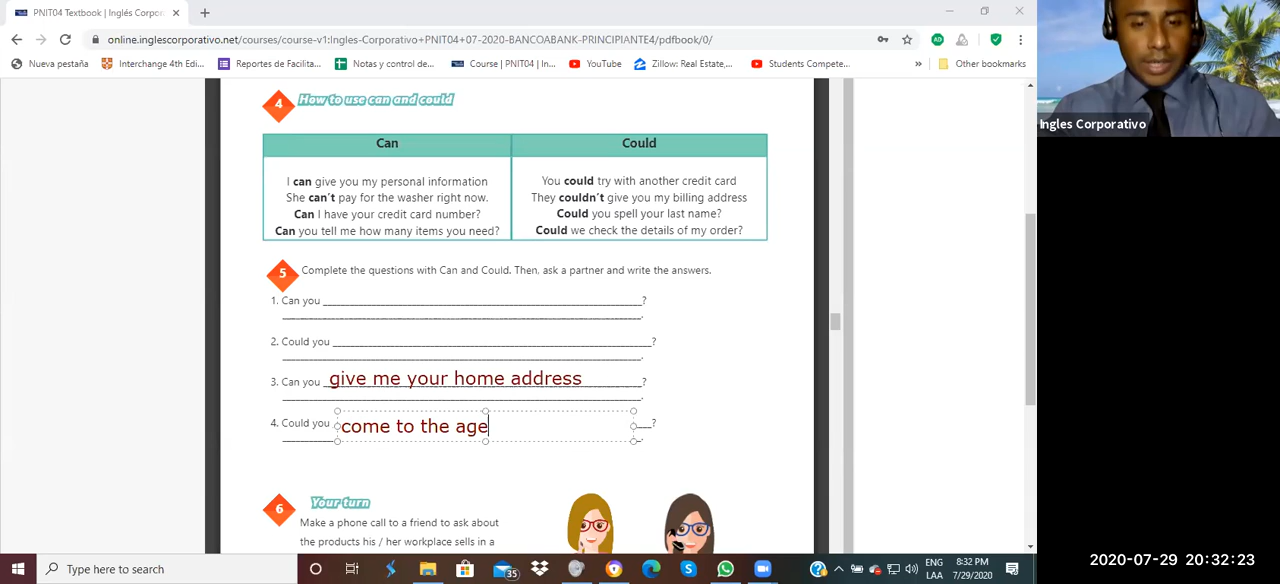 PNIT04 Textbook | Inglés Corpora
online.inglescorporativo.net/courses/course-v1:Ingles-Corporativo+PNIT04+07-2020-BANCOABANK-PRINCIPIANTE4/pdfbook/0/
Nueva pestaña
Interchange 4th Edi...
Reportes de Facilita...
Notas y control de...
Course | PNIT04 | In...
YouTube
Zillow: Real Estate,...
Students Compete...
»
Other bookmarks
Ingles Corporativo
4 How to use can and could
Can Could
I can give you my personal information
She can't pay for the washer right now.
Can I have your credit card number?
Can you tell me how many items you need?
You could try with another credit card
They couldn't give you my billing address
Could you spell your last name?
Could we check the details of my order?
5 Complete the questions with Can and Could. Then, ask a partner and write the answers.
1. Can you ______?
______.
2. Could you ______?
______.
3. Can you give me your home address ?
______.
4. Could you come to the age ?
______.
6 Your turn
Make a phone call to a friend to ask about
the products his / her workplace sells in a
Type here to search
35
ENG
LAA
8:32 PM
7/29/2020
2020-07-29 20:32:23